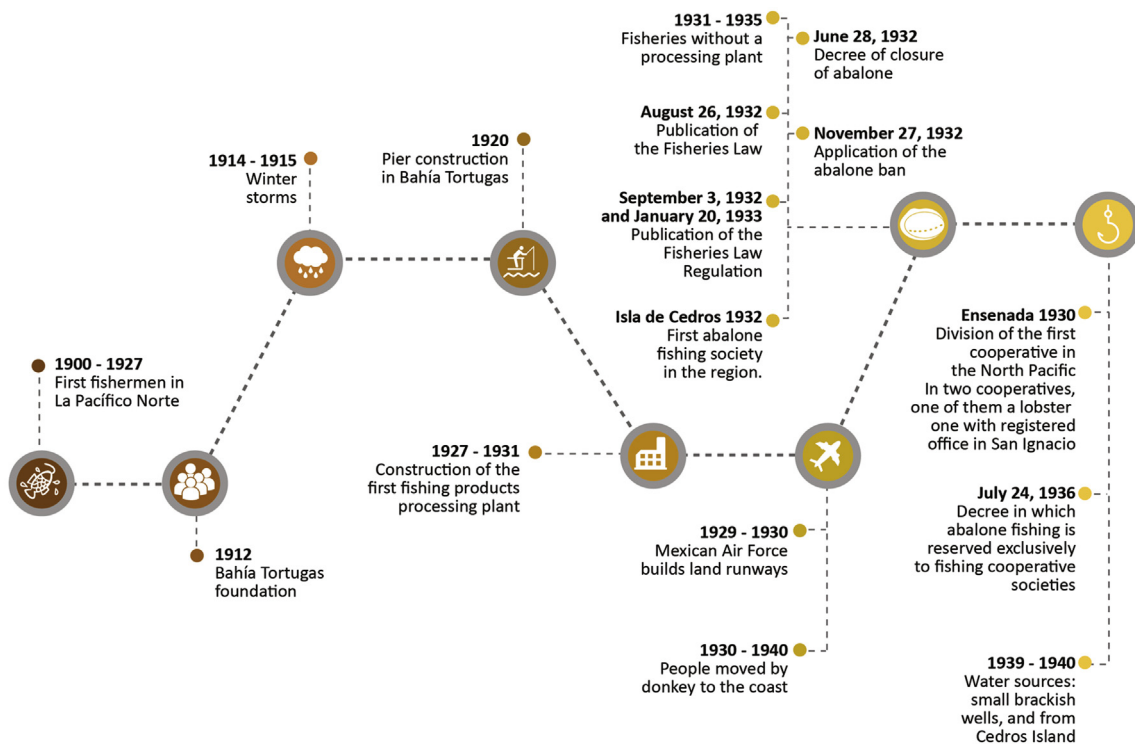 1900 - 1927
First fishermen in
La Pacífico Norte
1912
Bahía Tortugas
foundation
1914 - 1915
Winter
storms
1920
Pier construction
in Bahía Tortugas
1927 - 1931
Construction of the
first fishing products
processing plant
1929 - 1930
Mexican Air Force
builds land runways
1930 - 1940
People moved by
donkey to the coast
1931 - 1935
Fisheries without a
processing plant
June 28, 1932
Decree of closure
of abalone
August 26, 1932
Publication of
the Fisheries Law
November 27, 1932
Application of the
abalone ban
September 3, 1932
and January 20, 1933
Publication of the
Fisheries Law
Regulation
Isla de Cedros 1932
First abalone
fishing society
in the region.
Ensenada 1930
Division of the first
cooperative in
the North Pacific
In two cooperatives,
one of them a lobster
one with registered
office in San Ignacio
July 24, 1936
Decree in which
abalone fishing is
reserved exclusively
to fishing cooperative
societies
1939 - 1940
Water sources:
small brackish
wells, and from
Cedros Island